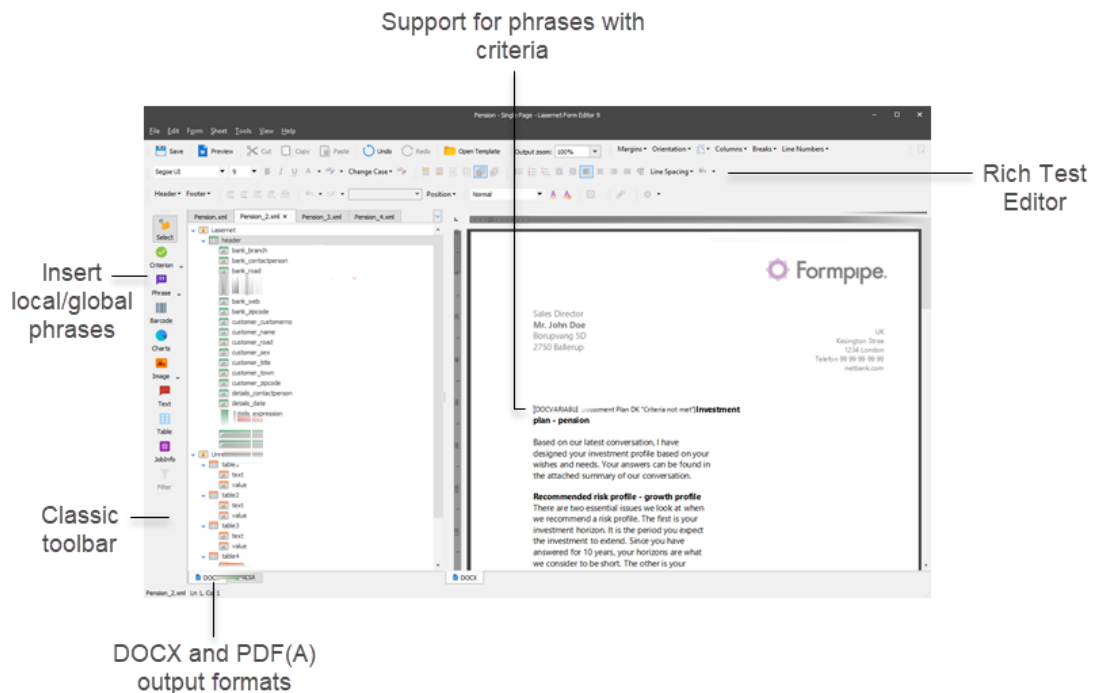 Support for phrases with
criteria
Pension - Single Page - Lasernet Form Editor 9
File Edit Form Sheet Tools View Help
Save Preview Cut Copy Paste Undo Redo Open Template Output zoom: 100% Margins Orientation Columns Breaks Line Numbers
Segoe UI 9 B I U A Change Case Line Spacing
Rich Test
Editor
Header Footer Position Normal
Pension.xml Pension_2.xml Pension_3.xml Pension_4.xml
Select
Criterion
Phrase
Barcode
Charts
Image
Text
Table
JobInfo
Filter
Insert
local/global
phrases
Classic
toolbar
Lasernet
header
bank_branch
bank_contactperson
bank_road
bank_web
bank_zipcode
customer_customerno
customer_name
customer_road
customer_sex
customer_title
customer_town
customer_zipcode
details_contactperson
details_date
expression
table1
text
value
table2
text
value
table3
text
value
table4
Formpipe.
Sales Director
Mr. John Doe
Borupvang 5D
2750 Ballerup
UK
Kesington Stree
1234 London
Telefon 99 99 99 99 99
netbank.com
DOCVARIABLE Plan DK "Criteria not met"}Investment
plan - pension
Based on our latest conversation, I have
designed your investment profile based on your
wishes and needs. Your answers can be found in
the attached summary of our conversation.
Recommended risk profile - growth profile
There are two essential issues we look at when
we recommend a risk profile. The first is your
investment horizon. It is the period you expect
the investment to extend. Since you have
answered for 10 years, your horizons are what
we consider to be short. The other is your
DOCX
Pension_2.xml Ln 1, Col 1
DOCX and PDF(A)
output formats